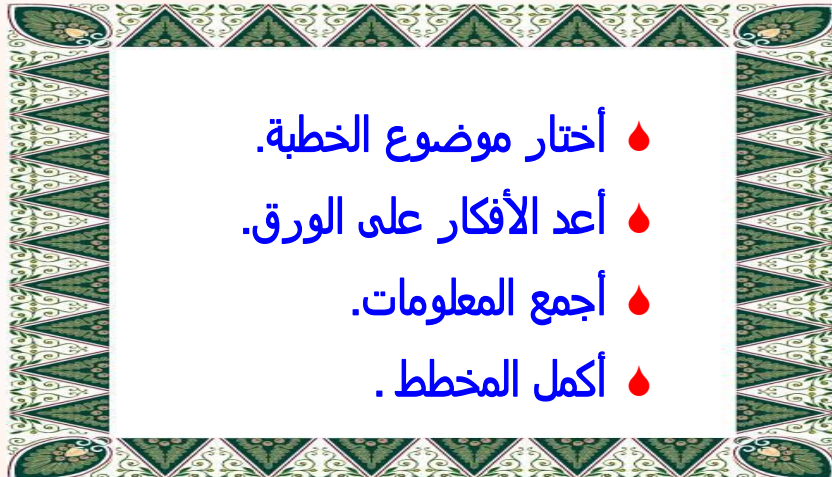 أختار موضوع الخطبة.
أعد الأفكار على الورق.
أجمع المعلومات.
أكمل المخطط .